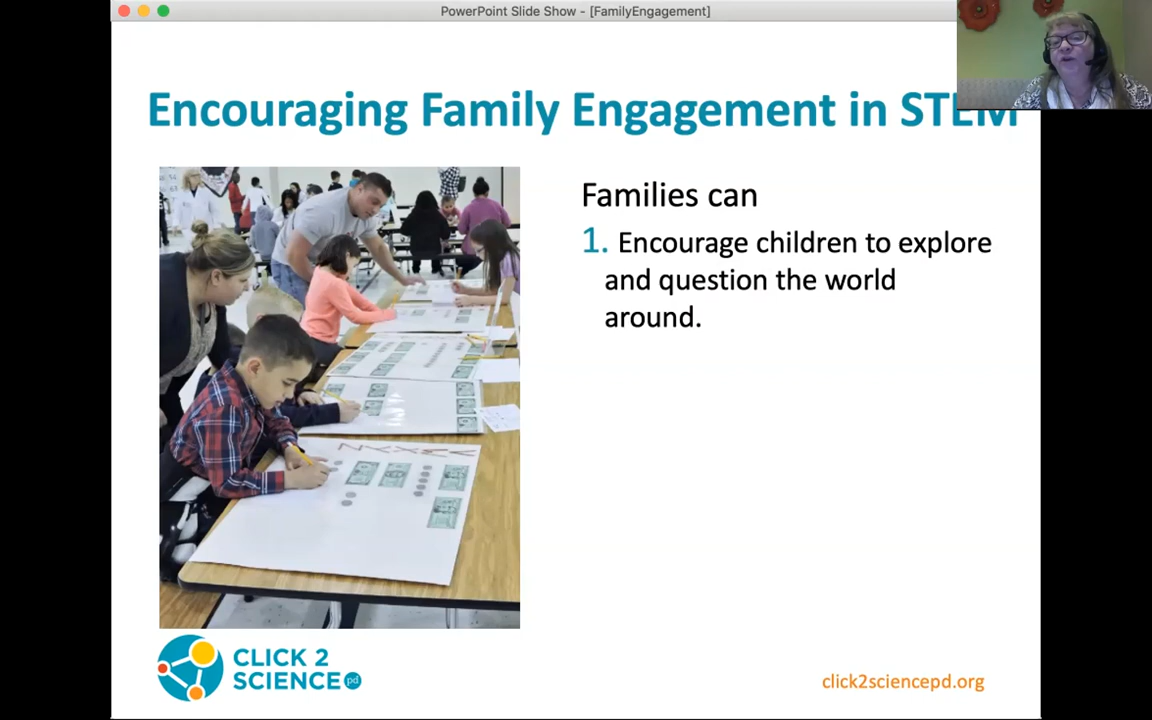 PowerPoint Slide Show - [FamilyEngagement]
Encouraging Family Engagement in STEM
Families can
1. Encourage children to explore
and question the world
around.
CLICK 2
SCIENCE pd
click2sciencepd.org